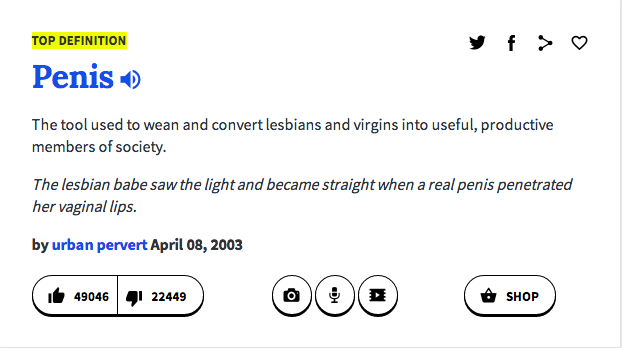 TOP DEFINITION
Penis
The tool used to wean and convert lesbians and virgins into useful, productive
members of society.
The lesbian babe saw the light and became straight when a real penis penetrated
her vaginal lips.
by urban pervert April 08, 2003
49046 22449 SHOP